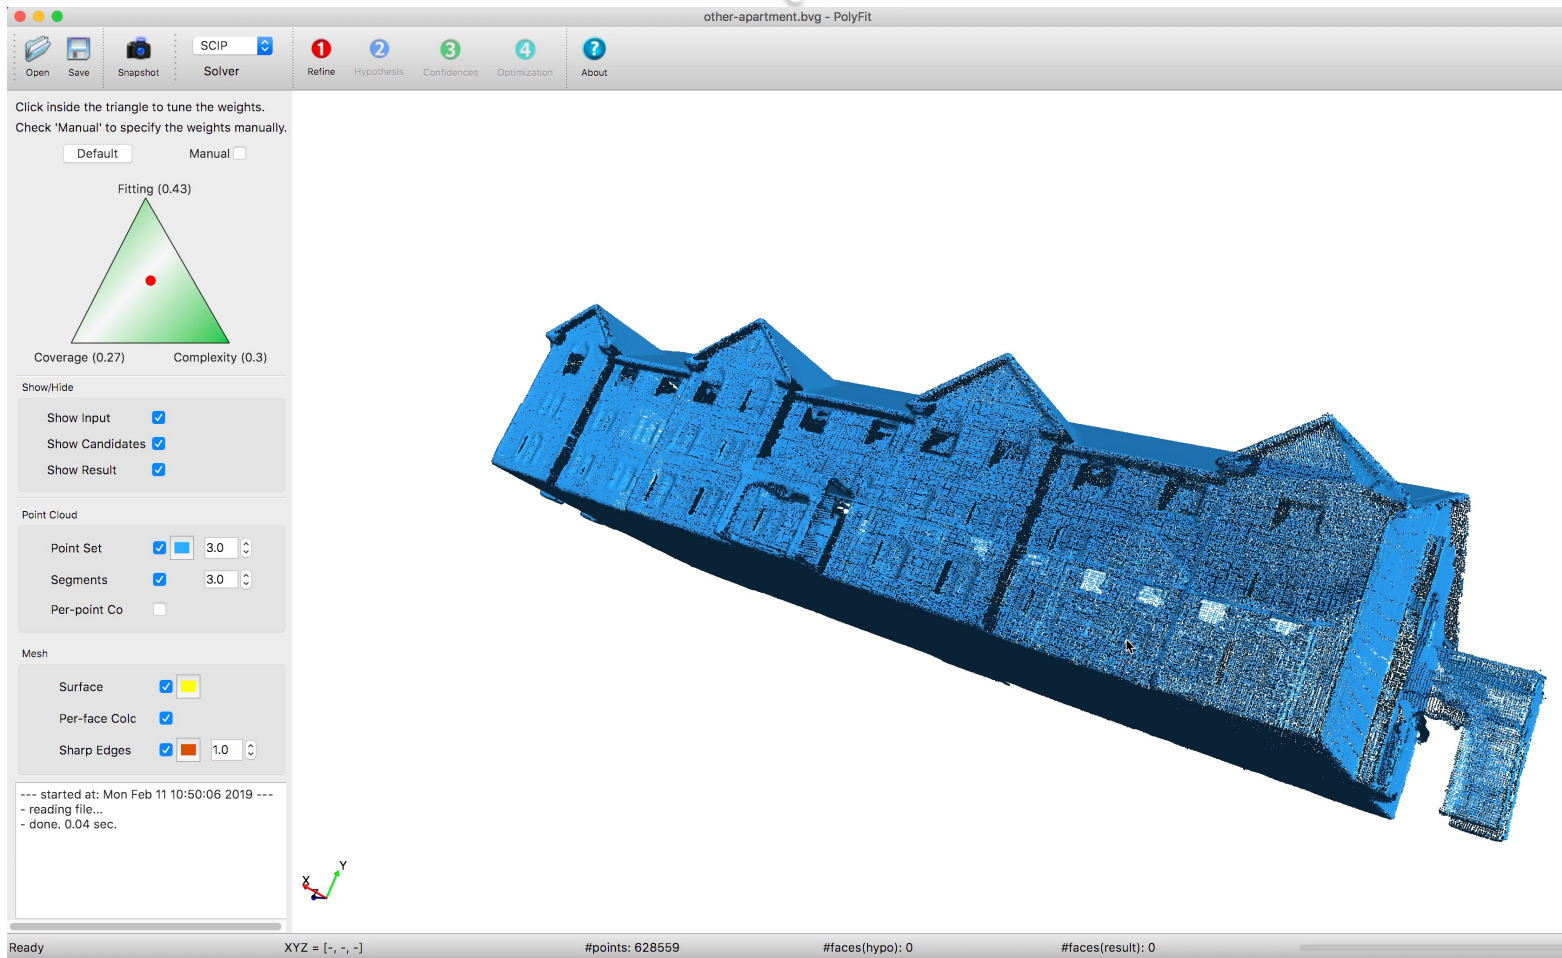 other-apartment.bvg - PolyFit
SCIP
1 2 3 4 ?
Open Save Snapshot Solver Refine Hypothesis Confidences Optimization About
Click inside the triangle to tune the weights.
Check 'Manual' to specify the weights manually.
Default Manual
Fitting (0.43)
Coverage (0.27) Complexity (0.3)
Show/Hide
Show Input
Show Candidates
Show Result
Point Cloud
Point Set 3.0
Segments 3.0
Per-point Co
Mesh
Surface
Per-face Colc
Sharp Edges 1.0
--- started at: Mon Feb 11 10:50:06 2019 ---
- reading file...
- done. 0.04 sec.
Y
X
Z
Ready XYZ = [-, -, -] #points: 628559 #faces(hypo): 0 #faces(result): 0